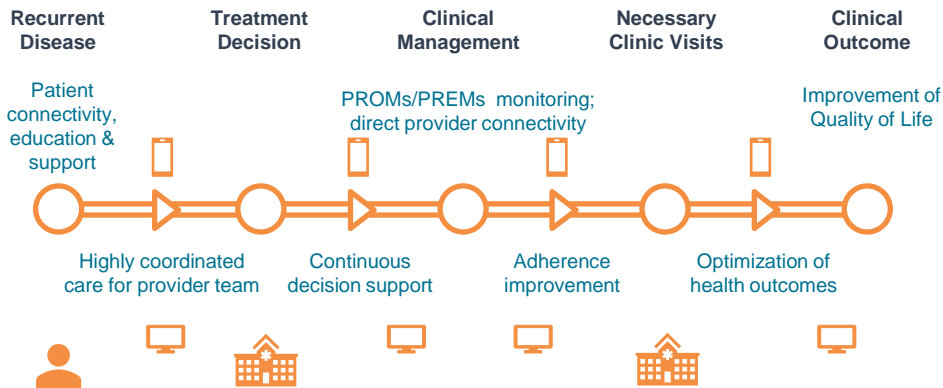 Recurrent
Disease
Treatment
Decision
Clinical
Management
Necessary
Clinic Visits
Clinical
Outcome
Patient
connectivity,
education &
support
PROMs/PREMs monitoring;
direct provider connectivity
Improvement of
Quality of Life
Highly coordinated
care for provider team
Continuous
decision support
Adherence
improvement
Optimization of
health outcomes